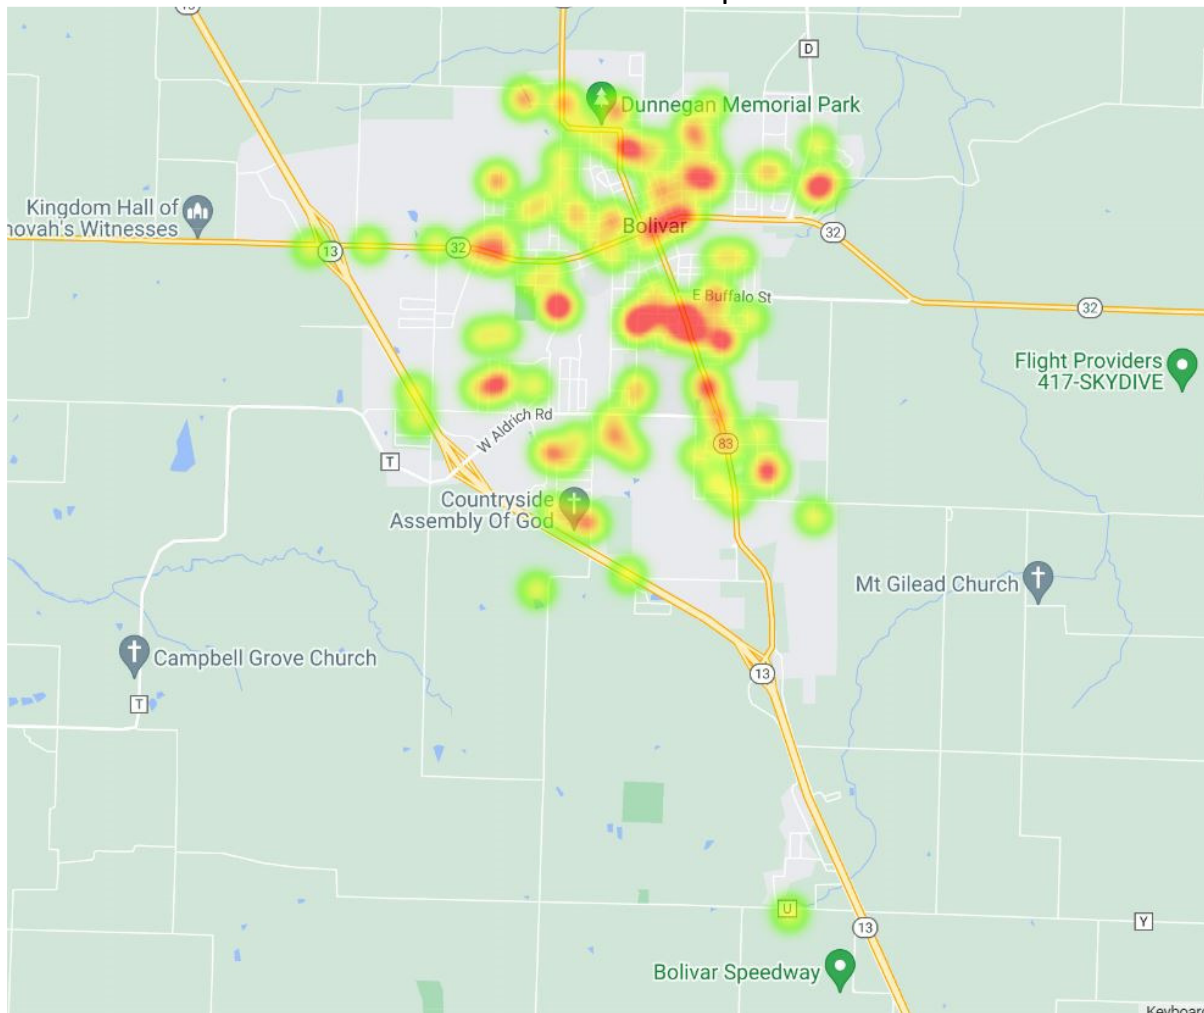 D
Dunnegan Memorial Park
Kingdom Hall of
hovah's Witnesses
Bolivar
32
13
32
E Buffalo St
32
Flight Providers
417-SKYDIVE
W Aldrich Rd
83
T
Countryside
Assembly Of God
Mt Gilead Church
Campbell Grove Church
13
T
U
Y
13
Bolivar Speedway